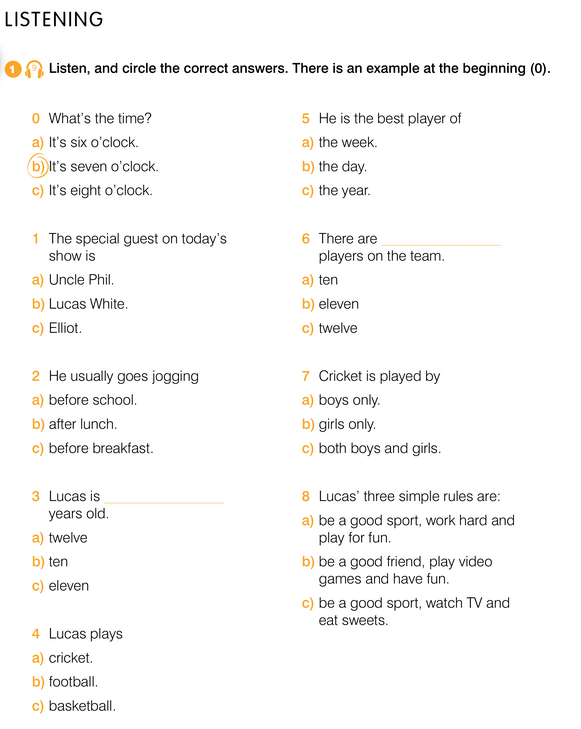 LISTENING
1 9 Listen, and circle the correct answers. There is an example at the beginning (0).
0 What's the time?
a) It's six o'clock.
b) It's seven o'clock.
c) It's eight o'clock.
1 The special guest on today's
show is
a) Uncle Phil.
b) Lucas White.
c) Elliot.
2 He usually goes jogging
a) before school.
b) after lunch.
c) before breakfast.
3 Lucas is ____________
years old.
a) twelve
b) ten
c) eleven
4 Lucas plays
a) cricket.
b) football.
c) basketball.
5 He is the best player of
a) the week.
b) the day.
c) the year.
6 There are ____________
players on the team.
a) ten
b) eleven
c) twelve
7 Cricket is played by
a) boys only.
b) girls only.
c) both boys and girls.
8 Lucas' three simple rules are:
a) be a good sport, work hard and
play for fun.
b) be a good friend, play video
games and have fun.
c) be a good sport, watch TV and
eat sweets.